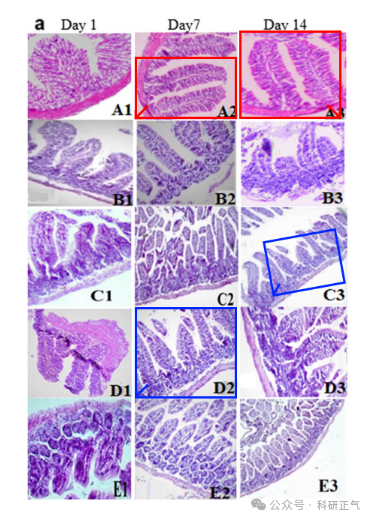 a Day 1 Day7 Day 14
A1 A2 A3
B1 B2 B3
C1 C2 C3
D1 D2 D3
E1 E2 E3
公众号 · 科研正气